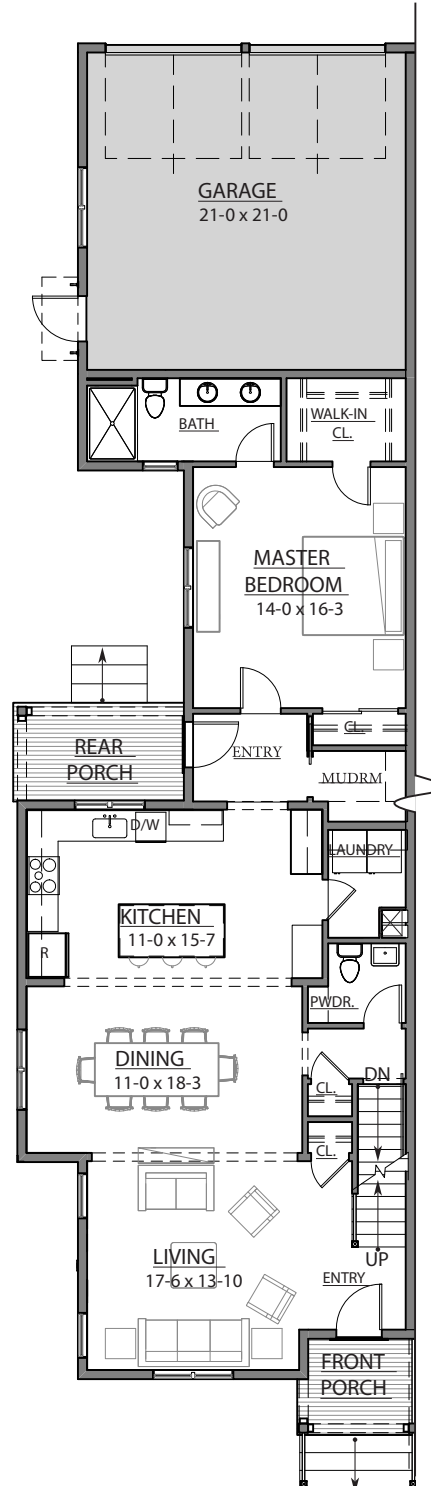 GARAGE
21-0 x 21-0
BATH
WALK-IN
CL.
MASTER
BEDROOM
14-0 x 16-3
CL.
REAR
PORCH
ENTRY
MUDRM
D/W
LAUNDRY
KITCHEN
11-0 x 15-7
R
PWDR.
DINING
11-0 x 18-3
DN
CL.
CL.
LIVING
17-6 x 13-10
UP
ENTRY
FRONT
PORCH